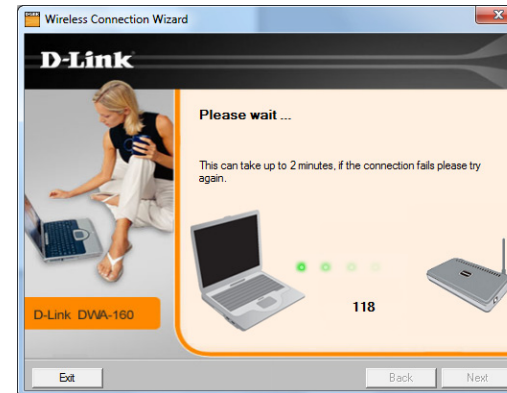 Wireless Connection Wizard
D-Link
Please wait ...
This can take up to 2 minutes, if the connection fails please try
again.
118
D-Link DWA-160
Exit
Back
Next